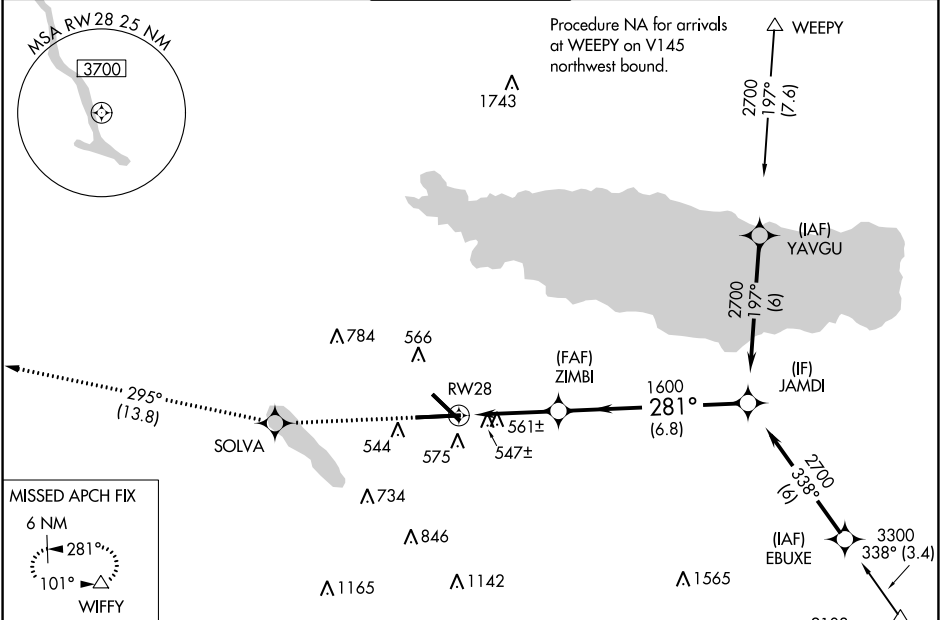 MSA RW 28 25 NM
3700
Procedure NA for arrivals
at WEEPY on V145
northwest bound.
WEEPY
1743
2700
197°
(7.6)
(IAF)
YAVGU
2700
197°
(6)
784
566
(FAF)
ZIMBI
RW28
1600
281°
(6.8)
(IF)
JAMDI
295°
(13.8)
SOLVA
544
575
561±
547±
2700
338°
(6)
734
846
1165
1142
1565
(IAF)
EBUXE
3300
338° (3.4)
MISSED APCH FIX
6 NM
281°
101°
WIFFY